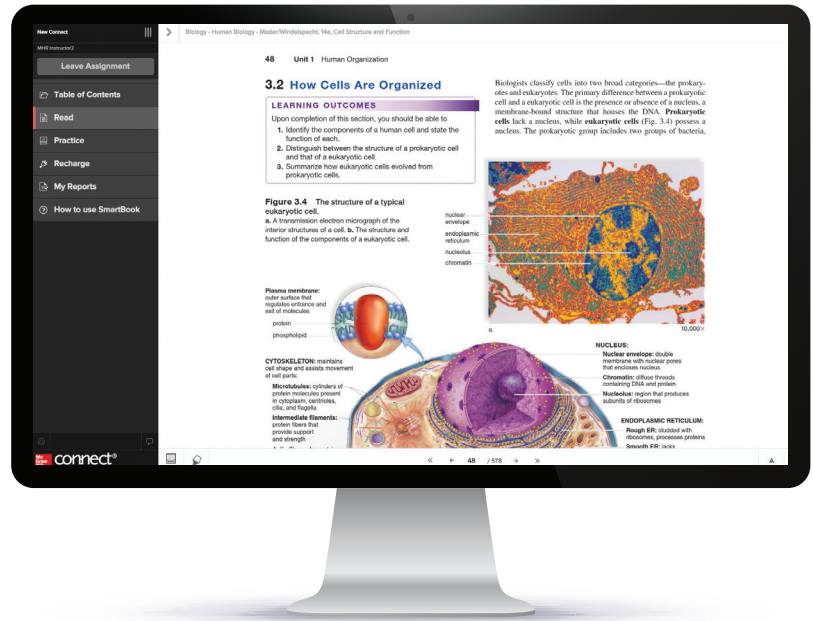 New Connect
MHR Instructor2
Leave Assignment
Table of Contents
Read
Practice
Recharge
My Reports
How to use SmartBook
Mc
Graw
Hill
connect®
Biology - Human Biology - Mader/Windelspecht, 14e, Cell Structure and Function
48 Unit 1 Human Organization
3.2 How Cells Are Organized
LEARNING OUTCOMES
Upon completion of this section, you should be able to
1. Identify the components of a human cell and state the
function of each.
2. Distinguish between the structure of a prokaryotic cell
and that of a eukaryotic cell.
3. Summarize how eukaryotic cells evolved from
prokaryotic cells.
Biologists classify cells into two broad categories—the prokary-
otes and eukaryotes. The primary difference between a prokaryotic
cell and a eukaryotic cell is the presence or absence of a nucleus, a
membrane-bound structure that houses the DNA. Prokaryotic
cells lack a nucleus, while eukaryotic cells (Fig. 3.4) possess a
nucleus. The prokaryotic group includes two groups of bacteria,
Figure 3.4 The structure of a typical
eukaryotic cell.
a. A transmission electron micrograph of the
interior structures of a cell. b. The structure and
function of the components of a eukaryotic cell.
nuclear
envelope
endoplasmic
reticulum
nucleolus
chromatin
a.
10,000×
Plasma membrane:
outer surface that
regulates entrance and
exit of molecules
protein
phospholipid
CYTOSKELETON: maintains
cell shape and assists movement
of cell parts:
Microtubules: cylinders of
protein molecules present
in cytoplasm, centrioles,
cilia, and flagella
Intermediate filaments:
protein fibers that
provide support
and strength
NUCLEUS:
Nuclear envelope: double
membrane with nuclear pores
that encloses nucleus
Chromatin: diffuse threads
containing DNA and protein
Nucleolus: region that produces
subunits of ribosomes
ENDOPLASMIC RETICULUM:
Rough ER: studded with
ribosomes, processes proteins
Smooth ER: lacks
48 / 578
A